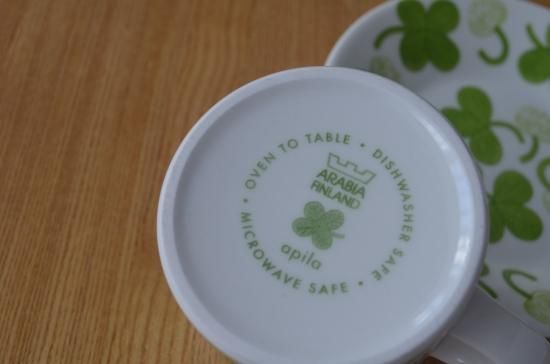 OVEN TO TABLE • DISHWASHER SAFE • MICROWAVE SAFE •
ARABIA
FINLAND
apila